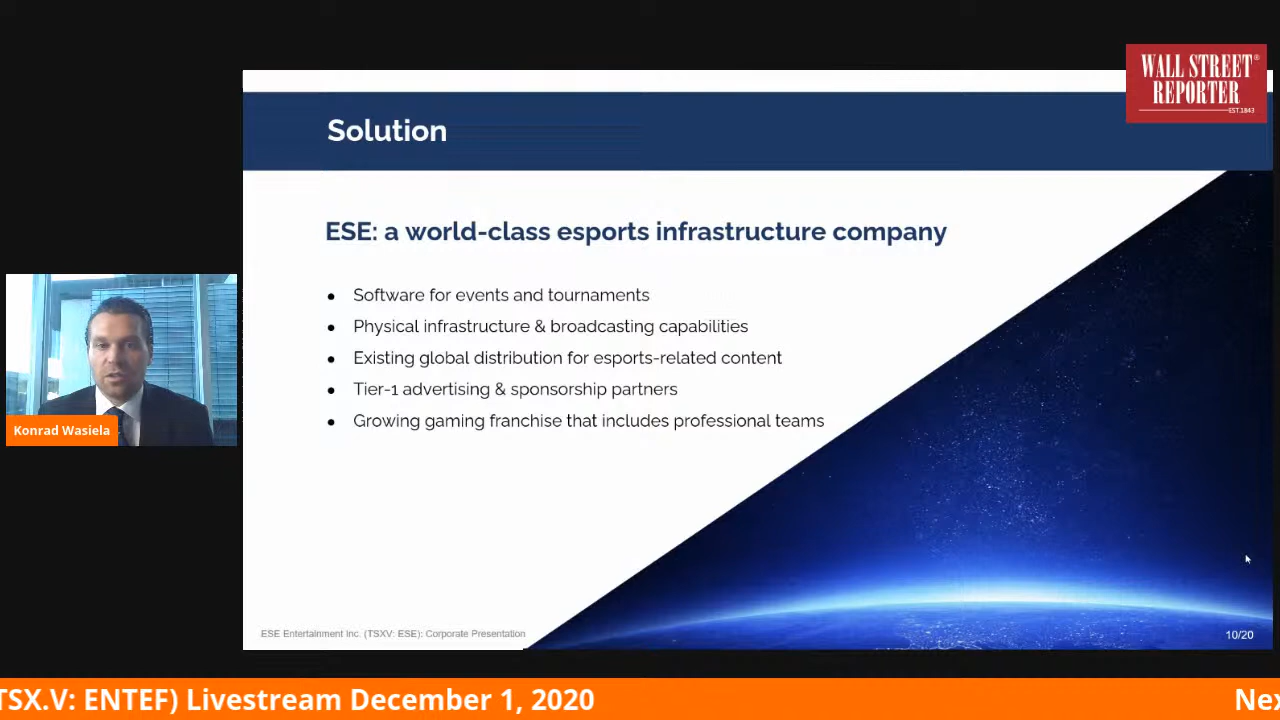 WALL STREET®
REPORTER
EST.1843
Solution
ESE: a world-class esports infrastructure company
● Software for events and tournaments
● Physical infrastructure & broadcasting capabilities
● Existing global distribution for esports-related content
● Tier-1 advertising & sponsorship partners
● Growing gaming franchise that includes professional teams
Konrad Wasiela
ESE Entertainment Inc. (TSXV: ESE): Corporate Presentation
10/20
TSX.V: ENTEF) Livestream December 1, 2020